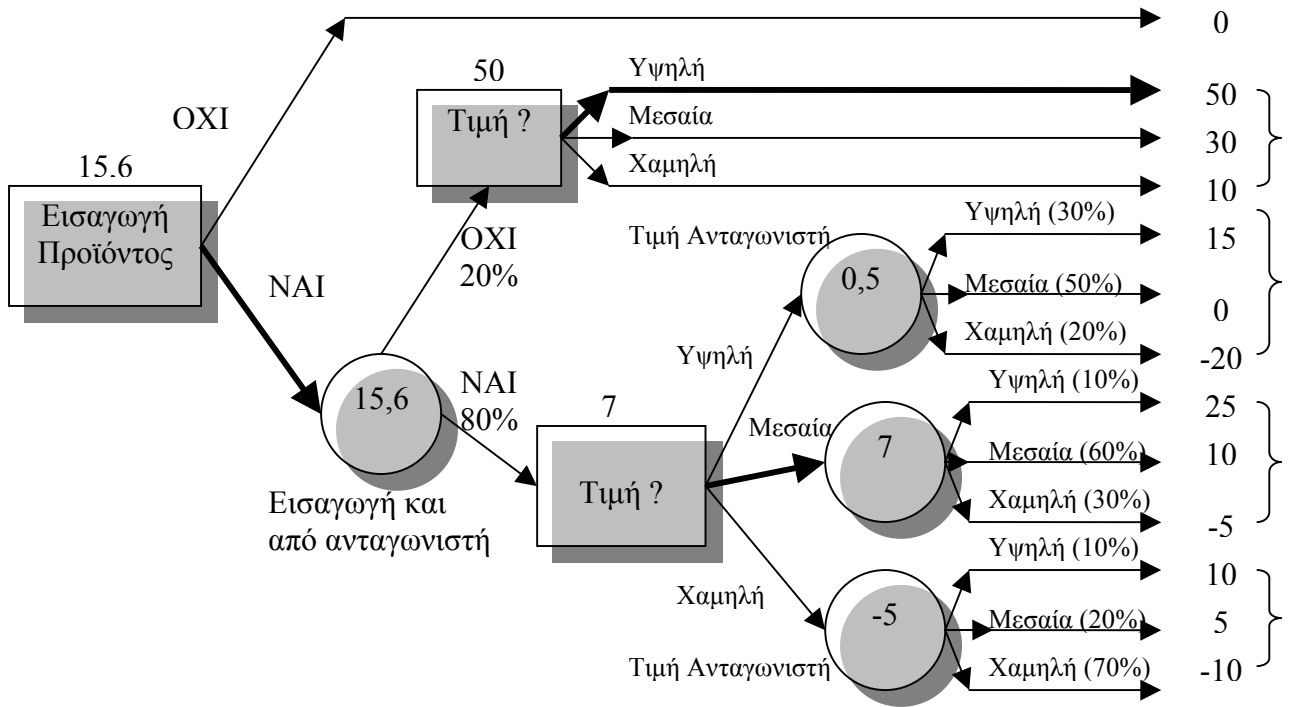 0
50
Υψηλή
50
Τιμή ?
Μεσαία
30
Χαμηλή
10
ΟΧΙ
15.6
Εισαγωγή
Προϊόντος
ΝΑΙ
ΟΧΙ
20%
Τιμή Ανταγωνιστή
0,5
Υψηλή (30%)
15
Μεσαία (50%)
0
Χαμηλή (20%)
-20
Υψηλή
15,6
Εισαγωγή και
από ανταγωνιστή
ΝΑΙ
80%
7
Τιμή ?
Μεσαία
7
Υψηλή (10%)
25
Μεσαία (60%)
10
Χαμηλή (30%)
-5
Χαμηλή
-5
Τιμή Ανταγωνιστή
Υψηλή (10%)
10
Μεσαία (20%)
5
Χαμηλή (70%)
-10